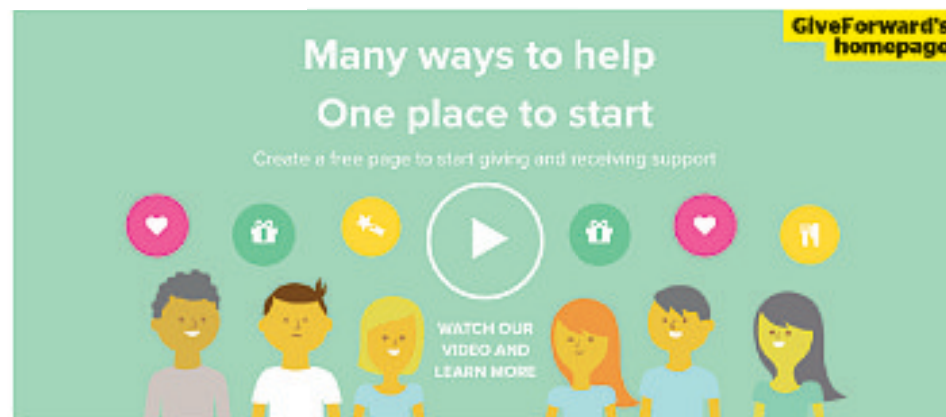 GiveForward's
homepage
Many ways to help
One place to start
Create a free page to start giving and receiving support
WATCH OUR
VIDEO AND
LEARN MORE